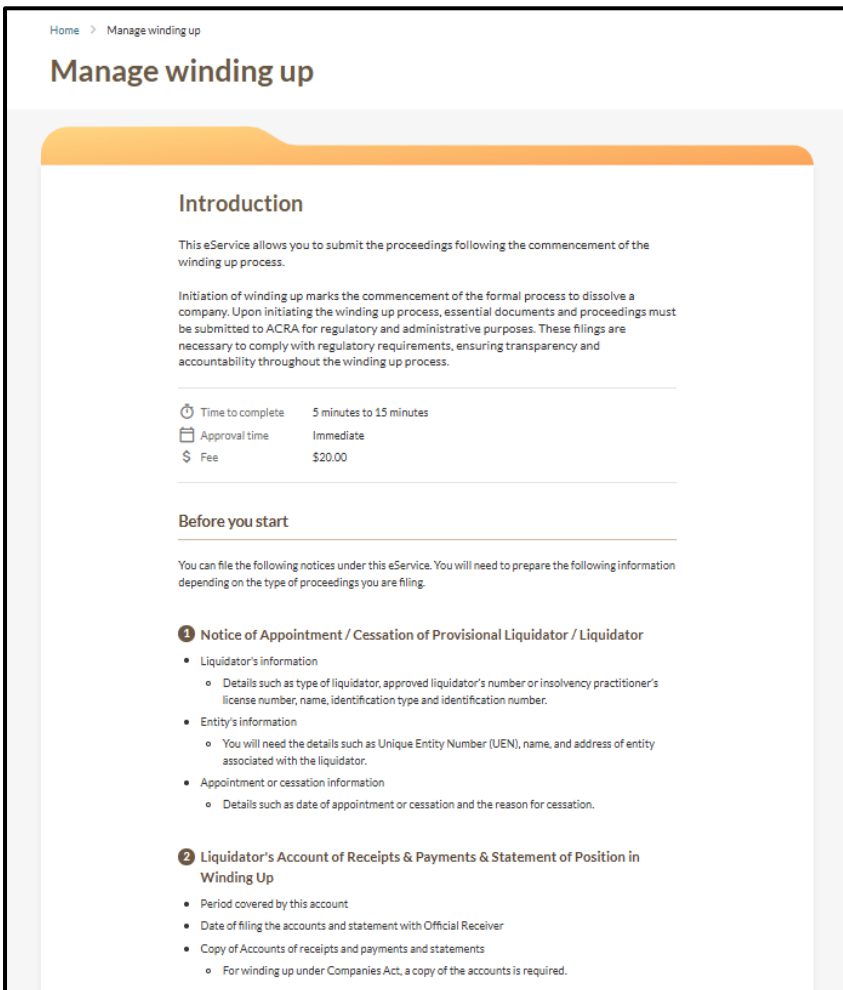 Home > Manage winding up
Manage winding up
Introduction
This eService allows you to submit the proceedings following the commencement of the
winding up process.
Initiation of winding up marks the commencement of the formal process to dissolve a
company. Upon initiating the winding up process, essential documents and proceedings must
be submitted to ACRA for regulatory and administrative purposes. These filings are
necessary to comply with regulatory requirements, ensuring transparency and
accountability throughout the winding up process.
Time to complete 5 minutes to 15 minutes
Approval time Immediate
$ Fee $20.00
Before you start
You can file the following notices under this eService. You will need to prepare the following information
depending on the type of proceedings you are filing.
1 Notice of Appointment / Cessation of Provisional Liquidator / Liquidator
• Liquidator's information
o Details such as type of liquidator, approved liquidator's number or insolvency practitioner's
license number, name, identification type and identification number.
• Entity's information
o You will need the details such as Unique Entity Number (UEN), name, and address of entity
associated with the liquidator.
• Appointment or cessation information
o Details such as date of appointment or cessation and the reason for cessation.
2 Liquidator's Account of Receipts & Payments & Statement of Position in
Winding Up
• Period covered by this account
• Date of filing the accounts and statement with Official Receiver
• Copy of Accounts of receipts and payments and statements
o For winding up under Companies Act, a copy of the accounts is required.